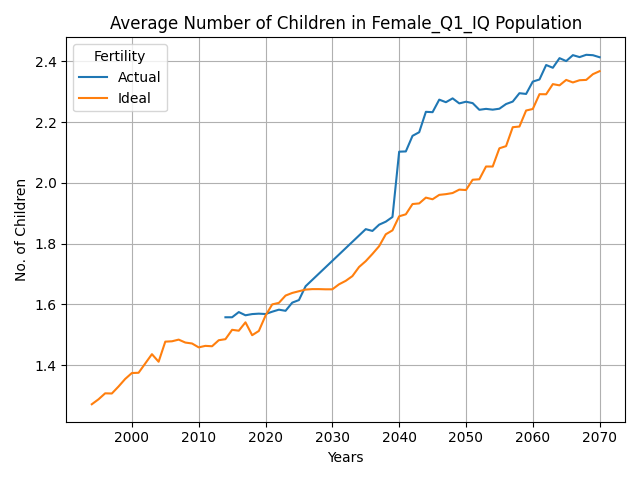 Average Number of Children in Female_Q1_IQ Population
Fertility
Actual
Ideal
No. of Children
2.4
2.2
2.0
1.8
1.6
1.4
2000 2010 2020 2030 2040 2050 2060 2070
Years